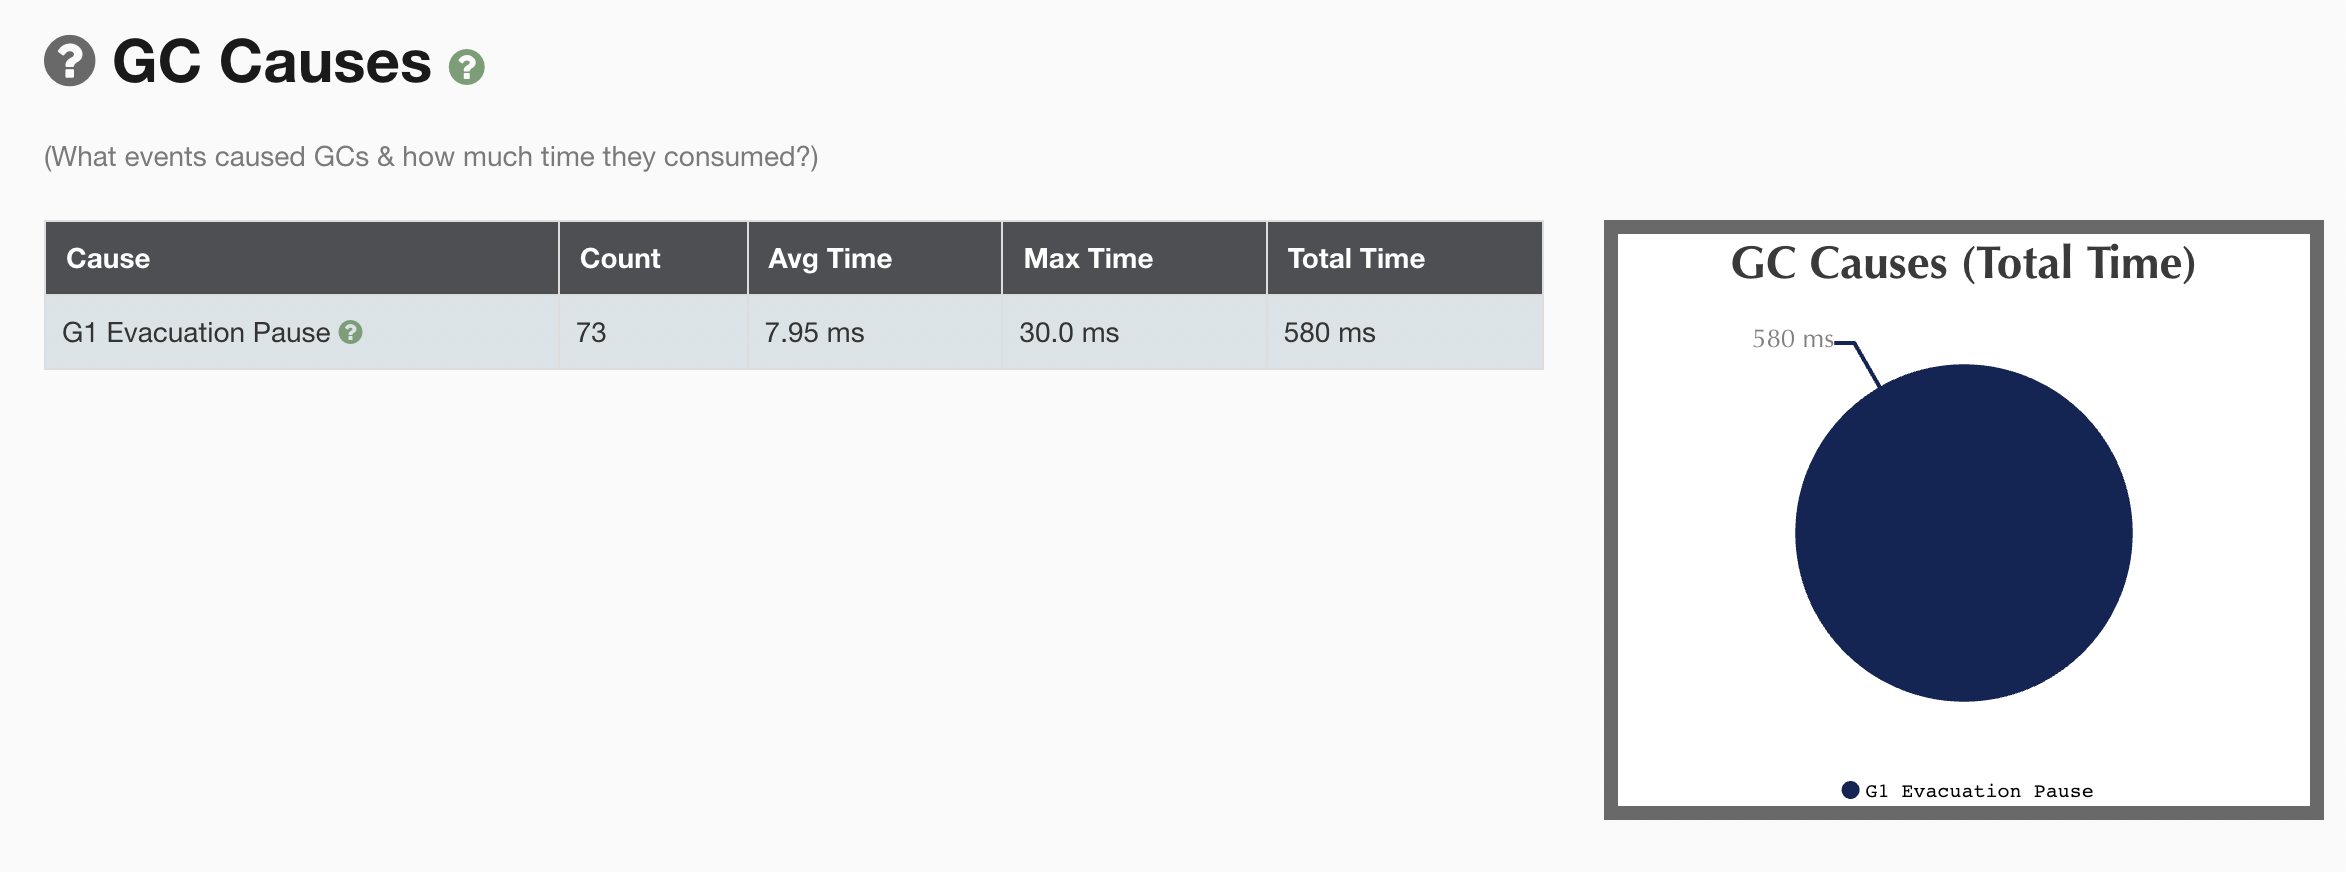 GC Causes
(What events caused GCs & how much time they consumed?)
Cause Count Avg Time Max Time Total Time
G1 Evacuation Pause 73 7.95 ms 30.0 ms 580 ms
GC Causes (Total Time)
580 ms
G1 Evacuation Pause